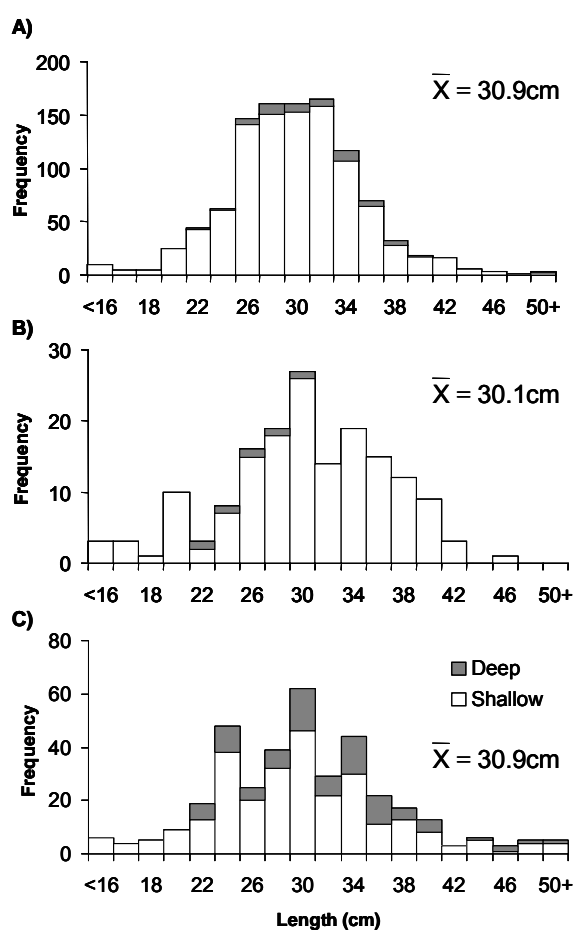 A)
200
150
100
50
0
Frequency
X = 30.9cm
<16 18 22 26 30 34 38 42 46 50+
B)
30
20
10
0
Frequency
X = 30.1cm
<16 18 22 26 30 34 38 42 46 50+
C)
80
60
40
20
0
Frequency
Deep
Shallow
X = 30.9cm
<16 18 22 26 30 34 38 42 46 50+
Length (cm)